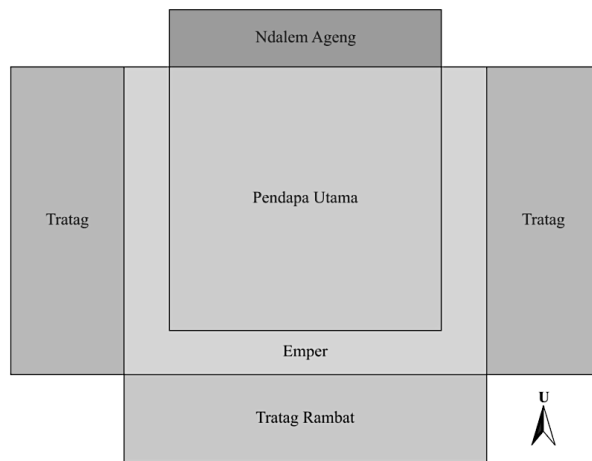 Ndalem Ageng
Tratag
Pendapa Utama
Tratag
Emper
Tratag Rambat
U